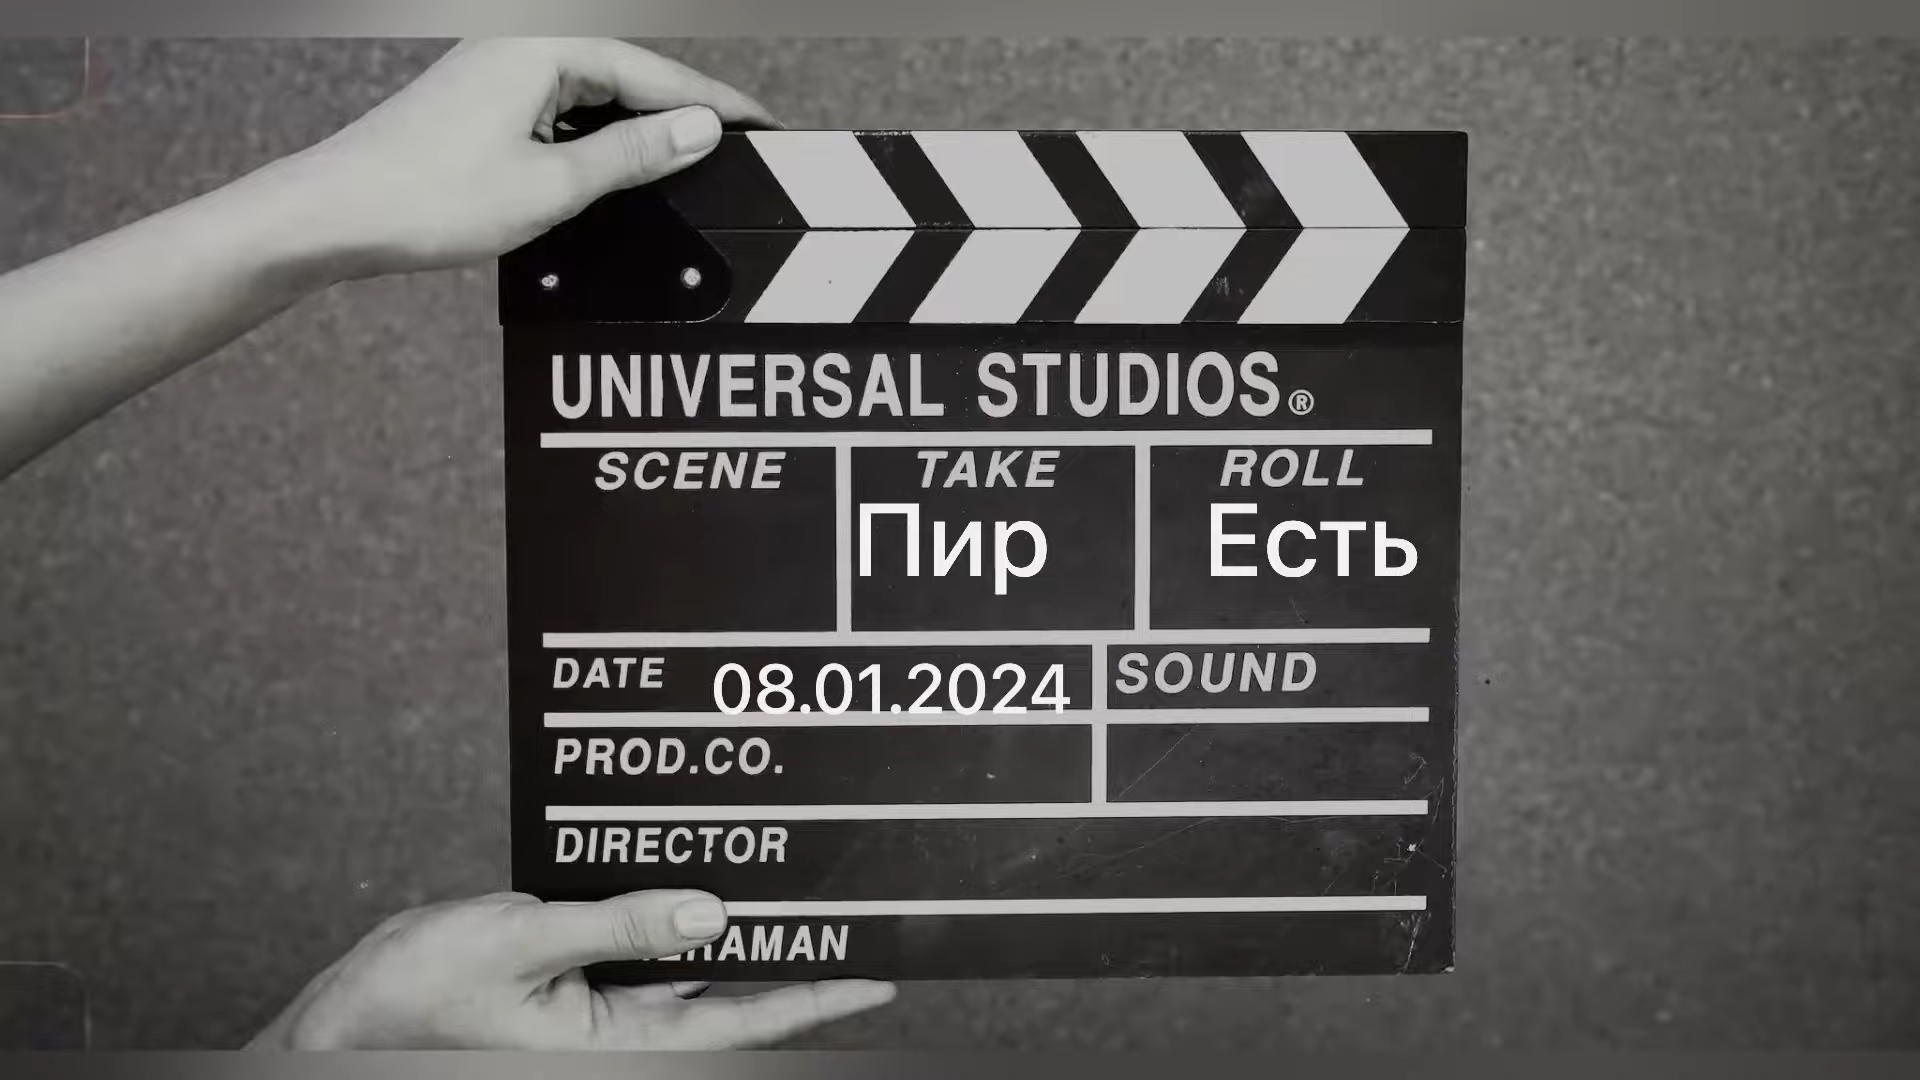 UNIVERSAL STUDIOS®
SCENE TAKE ROLL
Пир Есть
DATE 08.01.2024 SOUND
PROD.CO.
DIRECTOR
RAMAN